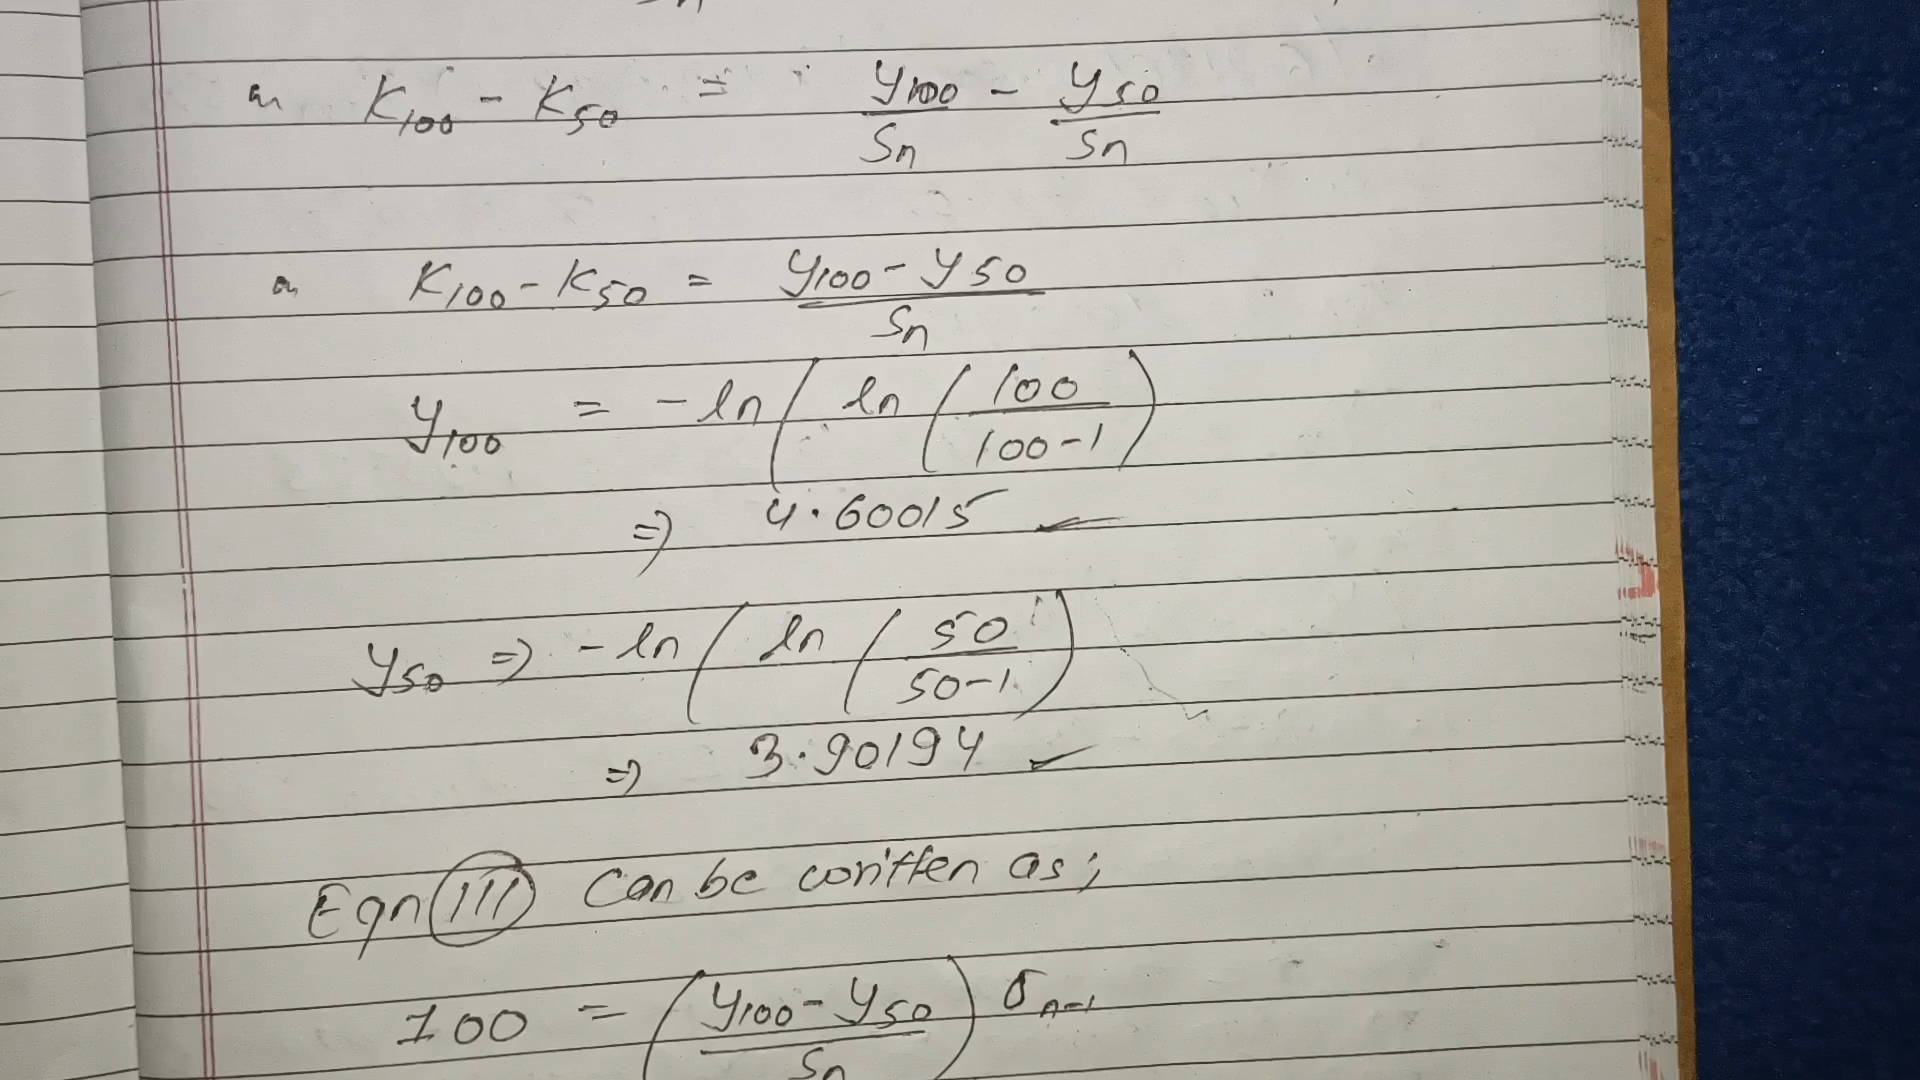 or K₁₀₀ - K₅₀ = y₁₀₀/Sn - y₅₀/Sn
or K₁₀₀ - K₅₀ = y₁₀₀ - y₅₀/Sn
y₁₀₀ = - ln( ln( 100/100-1 )
⇒ 4.60015
y₅₀ ⇒ - ln( ln( 50/50-1 )
⇒ 3.90194
Eqn (III) can be written as;
100 = ( y₁₀₀ - y₅₀/Sn ) σn-1